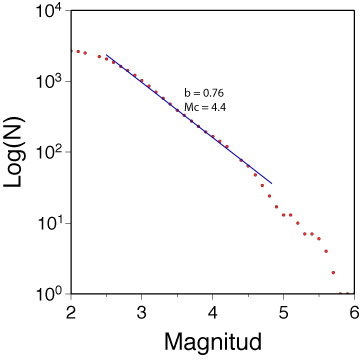 10⁴
10³
10²
10¹
10⁰
Log(N)
b = 0.76
Mc = 4.4
2 3 4 5 6
Magnitud